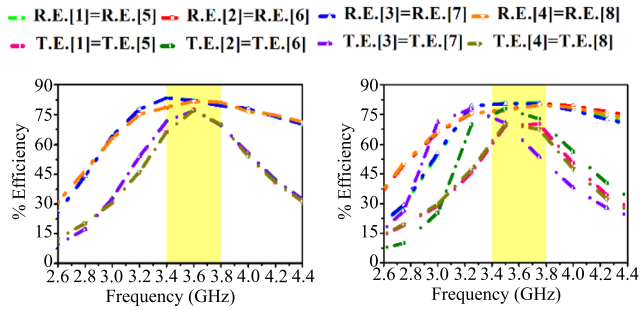 R.E.[1]=R.E.[5] R.E.[2]=R.E.[6] R.E.[3]=R.E.[7] R.E.[4]=R.E.[8]
T.E.[1]=T.E.[5] T.E.[2]=T.E.[6] T.E.[3]=T.E.[7] T.E.[4]=T.E.[8]
% Efficiency
90
75
60
45
30
15
0
2.6 2.8 3.0 3.2 3.4 3.6 3.8 4.0 4.2 4.4
Frequency (GHz)
% Efficiency
90
75
60
45
30
15
0
2.6 2.8 3.0 3.2 3.4 3.6 3.8 4.0 4.2 4.4
Frequency (GHz)